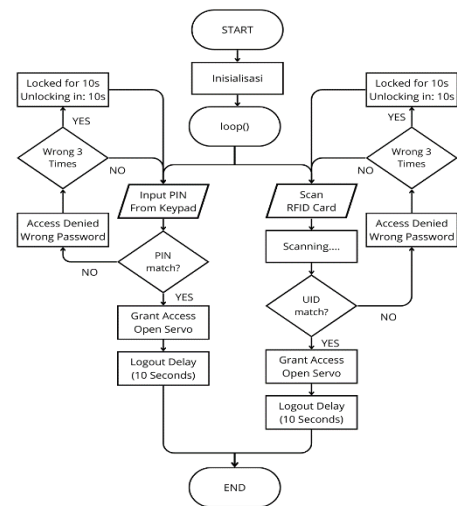 START
Inisialisasi
loop()
Locked for 10s
Unlocking in: 10s
YES
Wrong 3
Times
NO
Access Denied
Wrong Password
NO
Input PIN
From Keypad
PIN
match?
YES
Grant Access
Open Servo
Logout Delay
(10 Seconds)
Locked for 10s
Unlocking in: 10s
YES
Wrong 3
Times
NO
Access Denied
Wrong Password
NO
Scan
RFID Card
Scanning....
UID
match?
YES
Grant Access
Open Servo
Logout Delay
(10 Seconds)
END